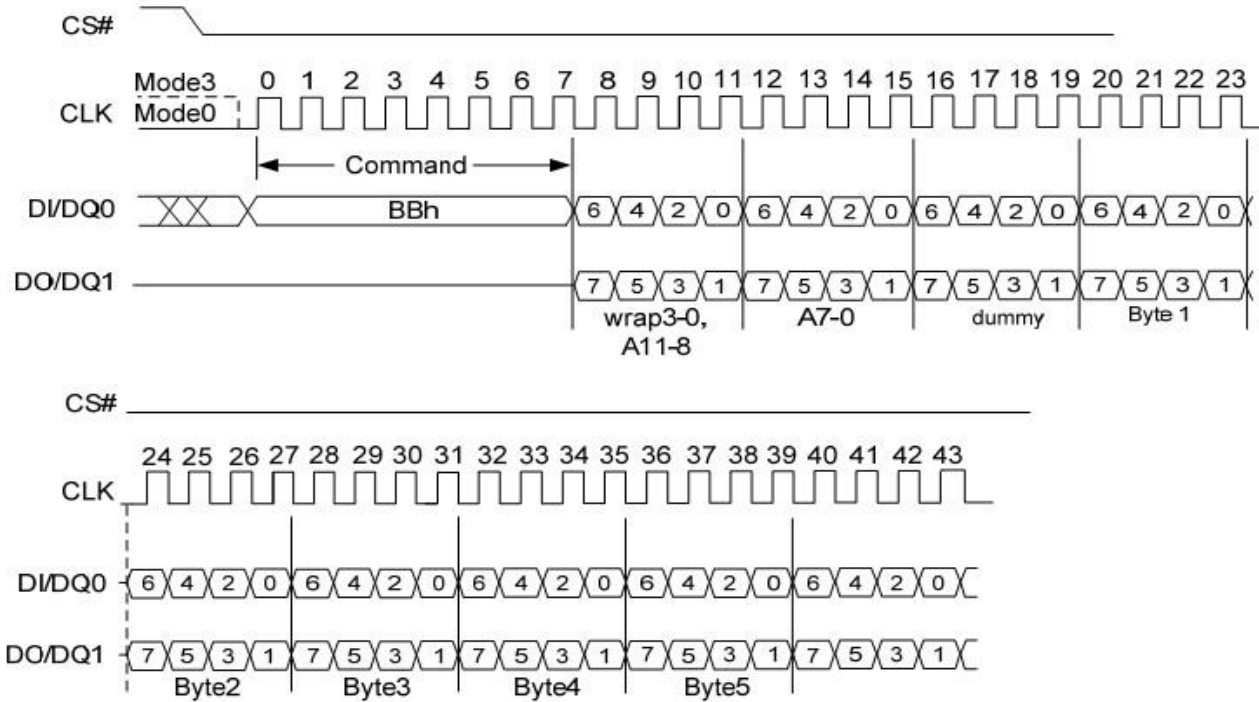 CS#
Mode3 0 1 2 3 4 5 6 7 8 9 10 11 12 13 14 15 16 17 18 19 20 21 22 23
CLK Mode0
Command
DI/DQ0 BBh 6 4 2 0 6 4 2 0 6 4 2 0 6 4 2 0
DO/DQ1 7 5 3 1 7 5 3 1 7 5 3 1 7 5 3 1
wrap3-0, A7-0 dummy Byte 1
A11-8
CS#
24 25 26 27 28 29 30 31 32 33 34 35 36 37 38 39 40 41 42 43
CLK
DI/DQ0 6 4 2 0 6 4 2 0 6 4 2 0 6 4 2 0 6 4 2 0
DO/DQ1 7 5 3 1 7 5 3 1 7 5 3 1 7 5 3 1 7 5 3 1
Byte2 Byte3 Byte4 Byte5